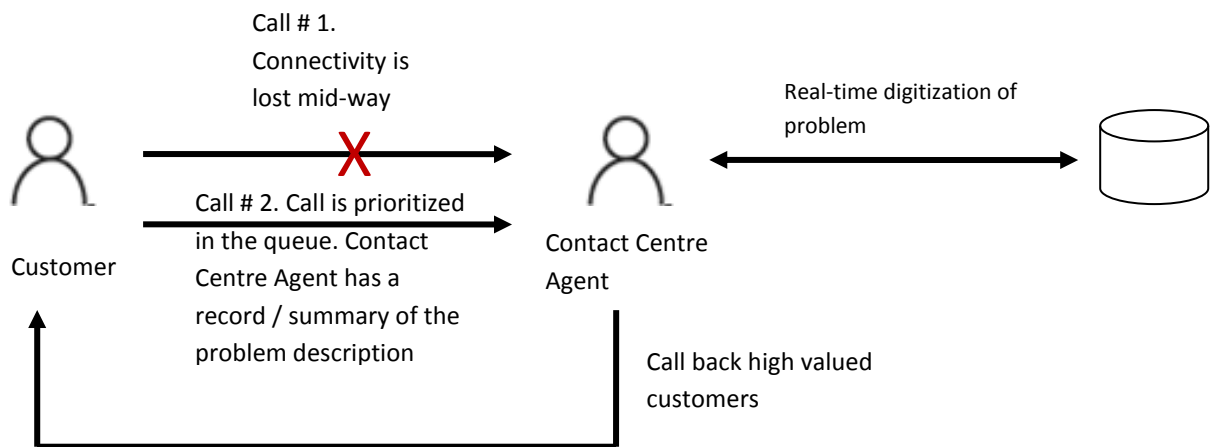 Call # 1.
Connectivity is
lost mid-way
Real-time digitization of
problem
X
Call # 2. Call is prioritized
in the queue. Contact
Centre Agent has a
record / summary of the
problem description
Customer
Contact Centre
Agent
Call back high valued
customers